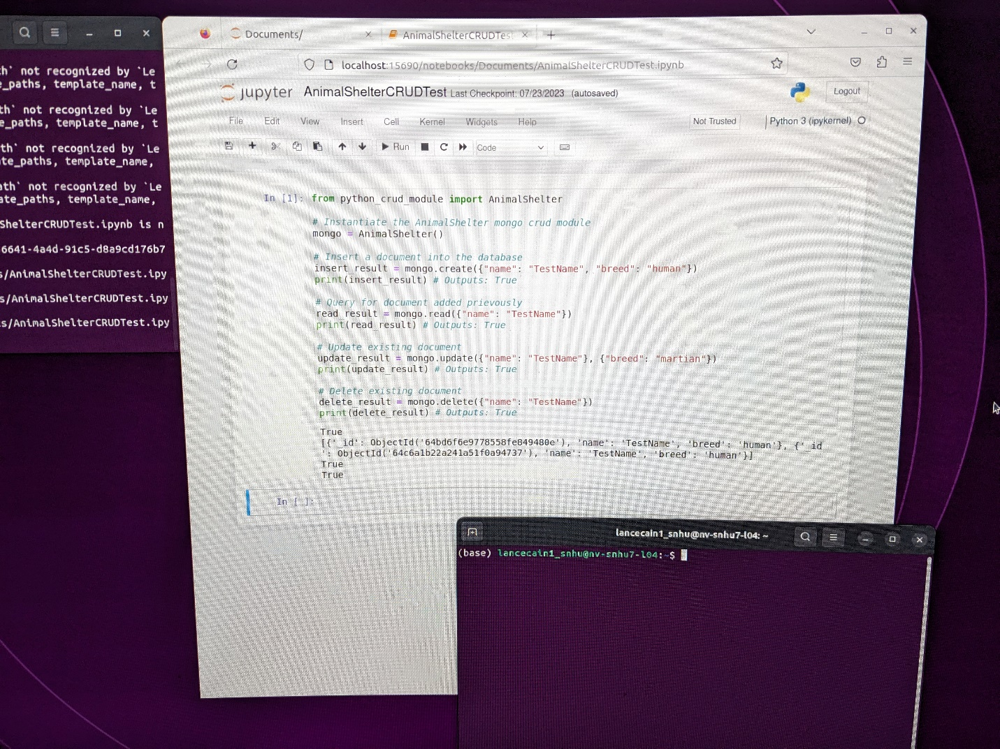 th` not recognized by `Le
e_paths, template_name, t
th` not recognized by `Le
e_paths, template_name, t
th` not recognized by `Le
ate_paths, template_name,
ath` not recognized by `Le
ate_paths, template_name,
ShelterCRUDTest.ipynb is n
6641-4a4d-91c5-d8a9cd176b7
s/AnimalShelterCRUDTest.ipy
s/AnimalShelterCRUDTest.ipy
ts/AnimalShelterCRUDTest.ipy
Documents/
AnimalShelterCRUDTes
localhost:15690/notebooks/Documents/AnimalShelterCRUDTest.ipynb
jupyter AnimalShelterCRUDTest Last Checkpoint: 07/23/2023 (autosaved)
Logout
File Edit View Insert Cell Kernel Widgets Help
Not Trusted
Python 3 (ipykernel)
Run
Code
In [1]: from python_crud_module import AnimalShelter
# Instantiate the AnimalShelter mongo crud module
mongo = AnimalShelter()
# Insert a document into the database
insert_result = mongo.create({"name": "TestName", "breed": "human"})
print(insert_result) # Outputs: True
# Query for document added prievously
read_result = mongo.read({"name": "TestName"})
print(read_result) # Outputs: True
# Update existing document
update_result = mongo.update({"name": "TestName"}, {"breed": "martian"})
print(update_result) # Outputs: True
# Delete existing document
delete_result = mongo.delete({"name": "TestName"})
print(delete_result) # Outputs: True
True
[{'_id': ObjectId('64bd6f6e9778558fe849480e'), 'name': 'TestName', 'breed': 'human'}, {'_id
': ObjectId('64c6a1b22a241a51f0a94737'), 'name': 'TestName', 'breed': 'human'}]
True
True
In [ ]:
lancecain1_snhu@nv-snhu7-l04: ~
(base) lancecain1_snhu@nv-snhu7-l04:~$